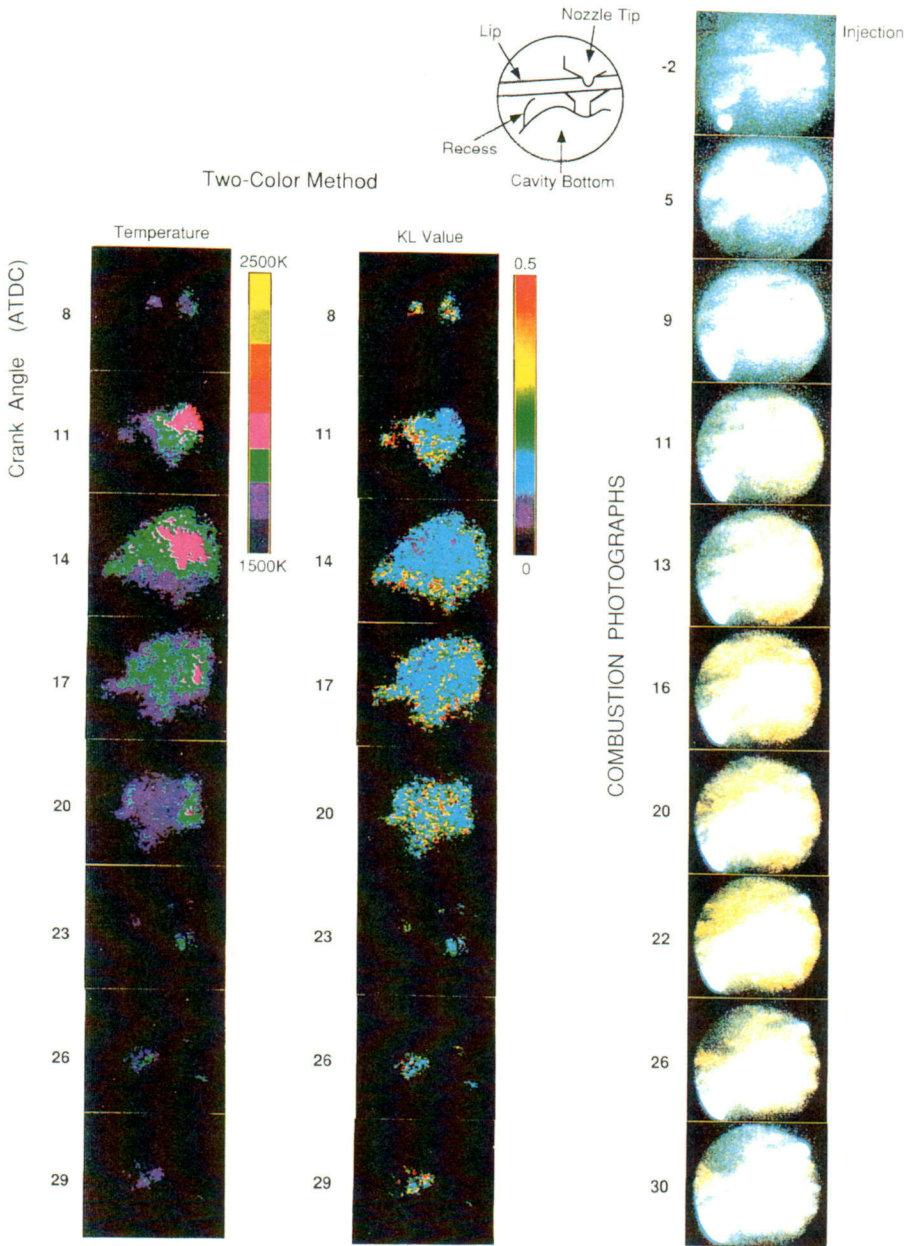 Nozzle Tip
Lip
Injection
Recess
Cavity Bottom
Two-Color Method
Temperature
KL Value
Crank Angle (ATDC)
2500K
1500K
0.5
0
8
11
14
17
20
23
26
29
8
11
14
17
20
23
26
29
COMBUSTION PHOTOGRAPHS
-2
5
9
11
13
16
20
22
26
30